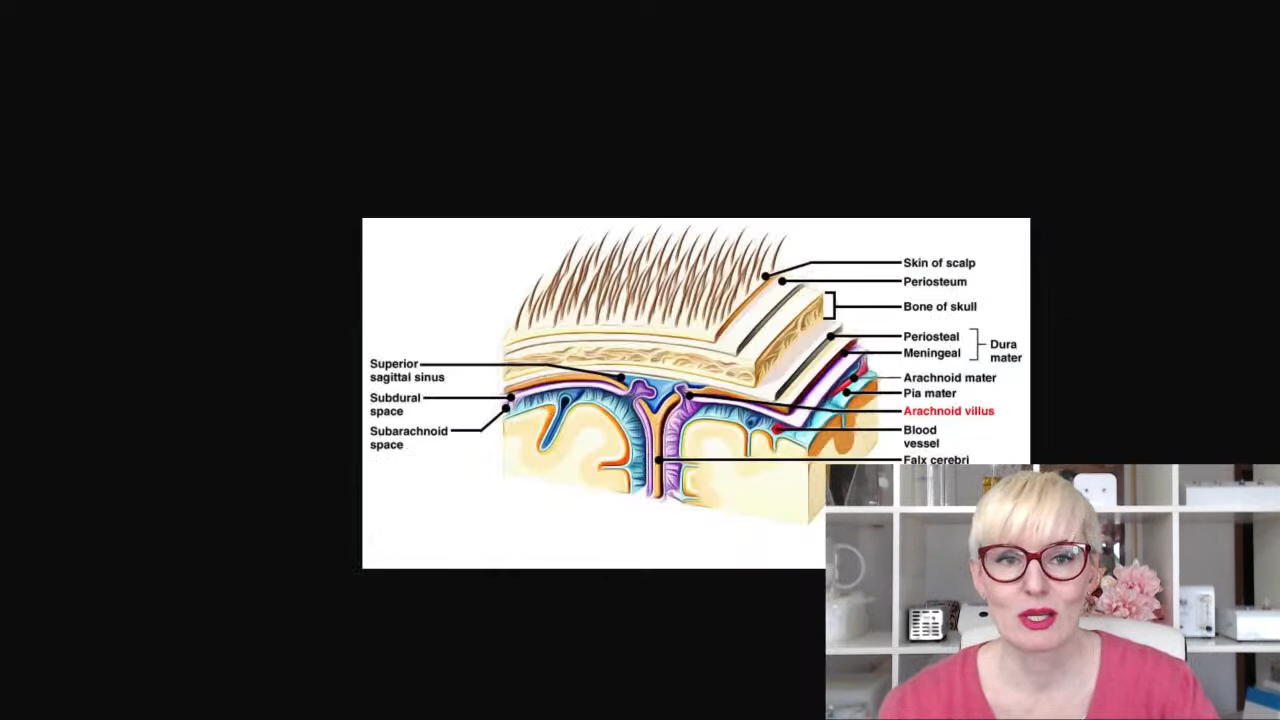 Skin of scalp
Periosteum
Bone of skull
Periosteal
Meningeal
Dura
mater
Arachnoid mater
Pia mater
Arachnoid villus
Blood
vessel
Falx cerebri
Superior
sagittal sinus
Subdural
space
Subarachnoid
space